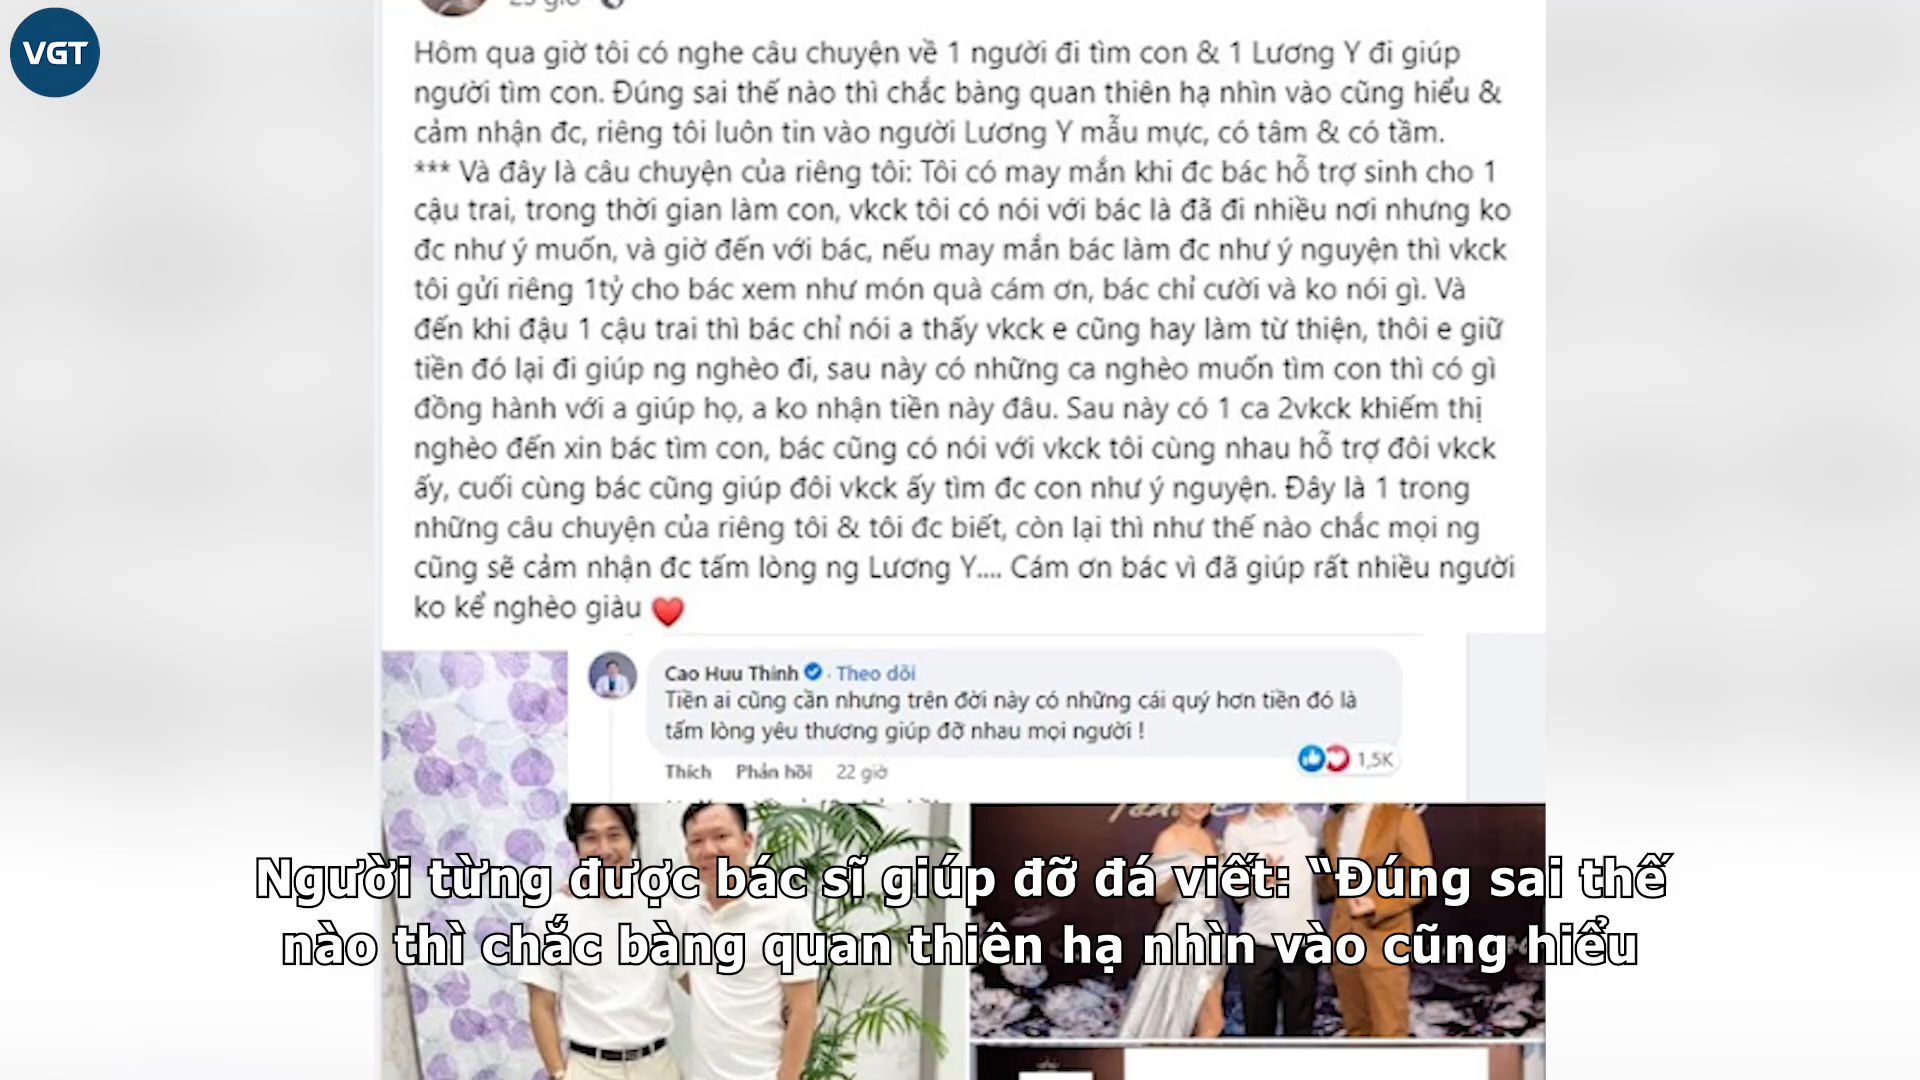 VGT
Hôm qua giờ tôi có nghe câu chuyện về 1 người đi tìm con & 1 Lương Y đi giúp
người tìm con. Đúng sai thế nào thì chắc bàng quan thiên hạ nhìn vào cũng hiểu &
cảm nhận đc, riêng tôi luôn tin vào người Lương Y mẫu mực, có tâm & có tầm.
*** Và đây là câu chuyện của riêng tôi: Tôi có may mắn khi đc bác hỗ trợ sinh cho 1
cậu trai, trong thời gian làm con, vkck tôi có nói với bác là đã đi nhiều nơi nhưng ko
đc như ý muốn, và giờ đến với bác, nếu may mắn bác làm đc như ý nguyện thì vkck
tôi gửi riêng 1tỷ cho bác xem như món quà cám ơn, bác chỉ cười và ko nói gì. Và
đến khi đậu 1 cậu trai thì bác chỉ nói a thấy vkck e cũng hay làm từ thiện, thôi e giữ
tiền đó lại đi giúp ng nghèo đi, sau này có những ca nghèo muốn tìm con thì có gì
đồng hành với a giúp họ, a ko nhận tiền này đâu. Sau này có 1 ca 2vkck khiếm thị
nghèo đến xin bác tìm con, bác cũng có nói với vkck tôi cùng nhau hỗ trợ đôi vkck
ấy, cuối cùng bác cũng giúp đôi vkck ấy tìm đc con như ý nguyện. Đây là 1 trong
những câu chuyện của riêng tôi & tôi đc biết, còn lại thì như thế nào chắc mọi ng
cũng sẽ cảm nhận đc tấm lòng ng Lương Y.... Cám ơn bác vì đã giúp rất nhiều người
ko kể nghèo giàu ❤️
Cao Huu Thinh · Theo dõi
Tiền ai cũng cần nhưng trên đời này có những cái quý hơn tiền đó là
tấm lòng yêu thương giúp đỡ nhau mọi người !
1,5K
Thích Phản hồi 22 giờ
Người từng được bác sĩ giúp đỡ đá viết: “Đúng sai thế
nào thì chắc bàng quan thiên hạ nhìn vào cũng hiểu